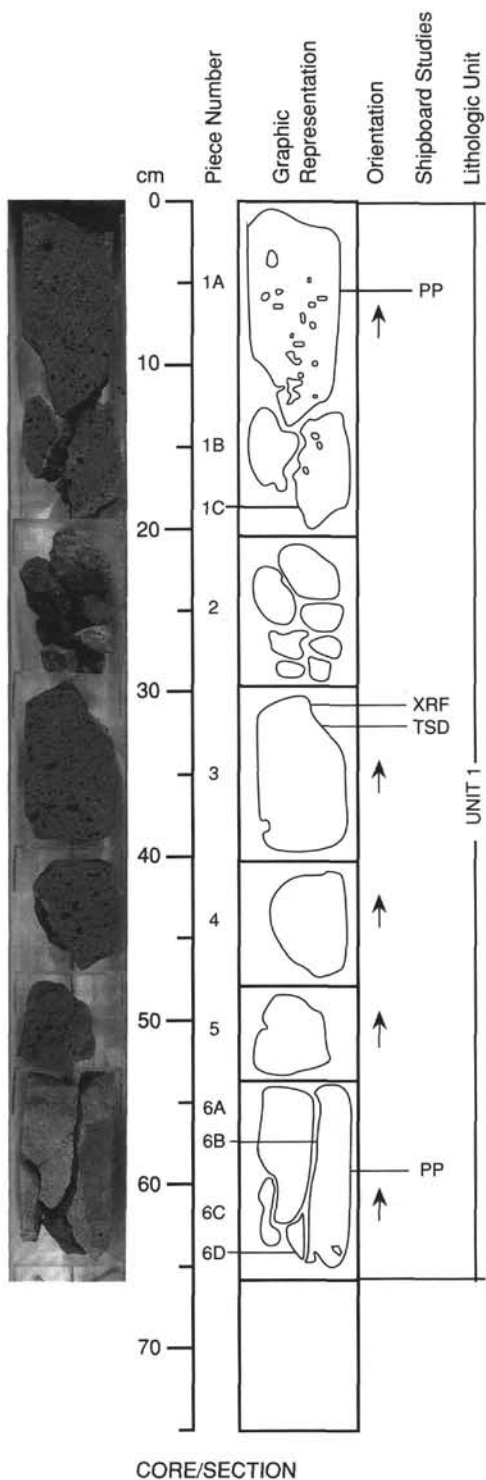 cm
Piece Number
Graphic Representation
Orientation
Shipboard Studies
Lithologic Unit
0
1A
PP
10
1B
1C
20
2
30
XRF
TSD
3
UNIT 1
40
4
50
5
6A
6B
PP
60
6C
6D
70
CORE/SECTION